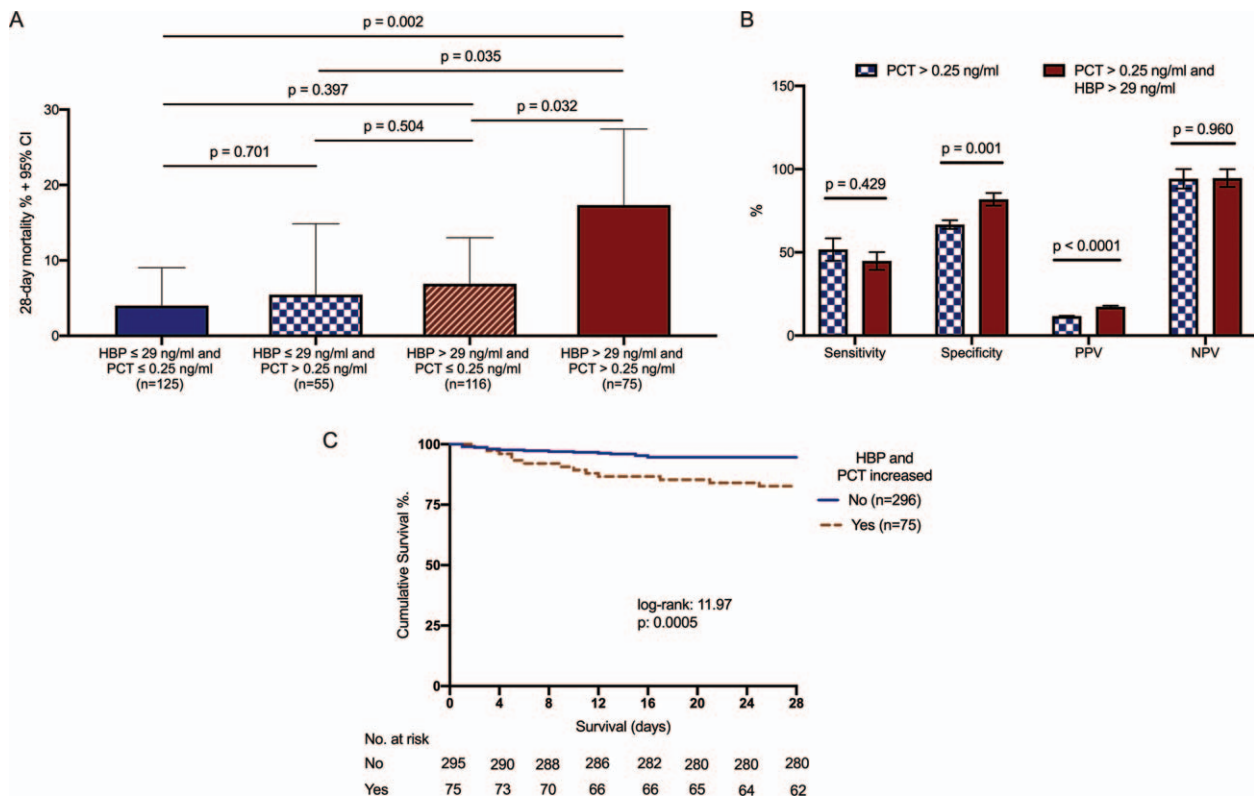 A
p = 0.002
p = 0.035
p = 0.397
p = 0.032
p = 0.504
p = 0.701
28-day mortality % + 95% CI
30
20
10
0
HBP ≤ 29 ng/ml and
PCT ≤ 0.25 ng/ml
(n=125)
HBP ≤ 29 ng/ml and
PCT > 0.25 ng/ml
(n=55)
HBP > 29 ng/ml and
PCT ≤ 0.25 ng/ml
(n=116)
HBP > 29 ng/ml and
PCT > 0.25 ng/ml
(n=75)
B
PCT > 0.25 ng/ml
PCT > 0.25 ng/ml and
HBP > 29 ng/ml
%
150
100
50
0
p = 0.429
p = 0.001
p < 0.0001
p = 0.960
Sensitivity
Specificity
PPV
NPV
C
Cumulative Survival %.
100
75
50
25
0
HBP and
PCT increased
No (n=296)
Yes (n=75)
log-rank: 11.97
p: 0.0005
0 4 8 12 16 20 24 28
Survival (days)
No. at risk
No 295 290 288 286 282 280 280 280
Yes 75 73 70 66 66 65 64 62